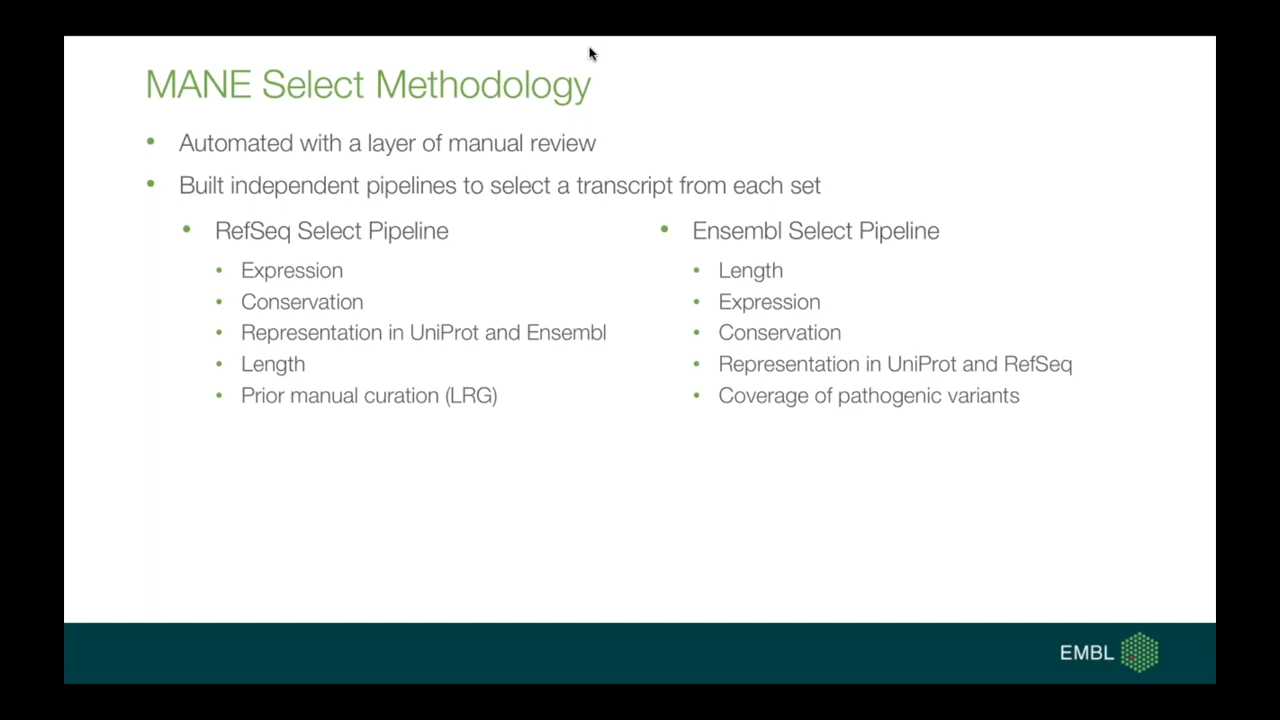 MANE Select Methodology
• Automated with a layer of manual review
• Built independent pipelines to select a transcript from each set
• RefSeq Select Pipeline
• Expression
• Conservation
• Representation in UniProt and Ensembl
• Length
• Prior manual curation (LRG)
• Ensembl Select Pipeline
• Length
• Expression
• Conservation
• Representation in UniProt and RefSeq
• Coverage of pathogenic variants
EMBL